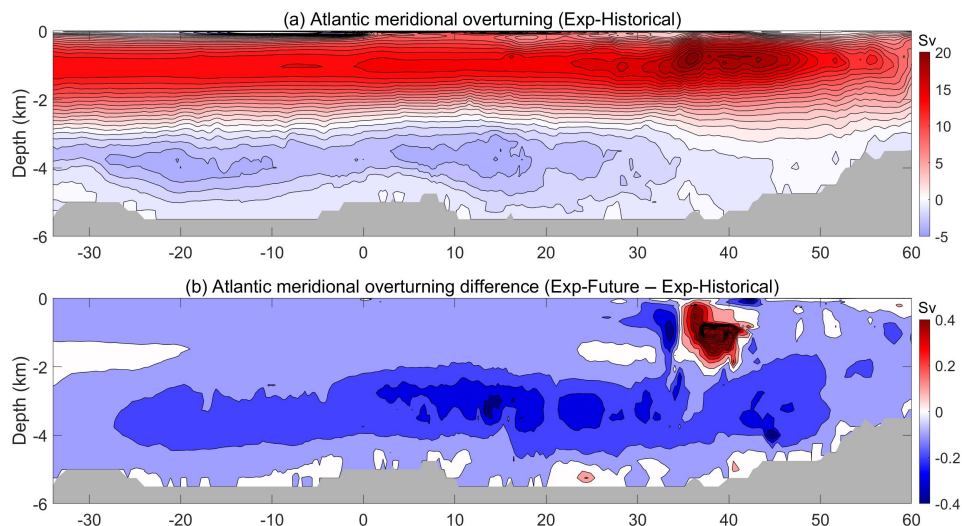 (a) Atlantic meridional overturning (Exp-Historical)
Sv
0
-2
-4
-6
Depth (km)
20
15
10
5
0
-5
-30 -20 -10 0 10 20 30 40 50 60
(b) Atlantic meridional overturning difference (Exp-Future – Exp-Historical)
Sv
0
-2
-4
-6
Depth (km)
0.4
0.2
0
-0.2
-0.4
-30 -20 -10 0 10 20 30 40 50 60